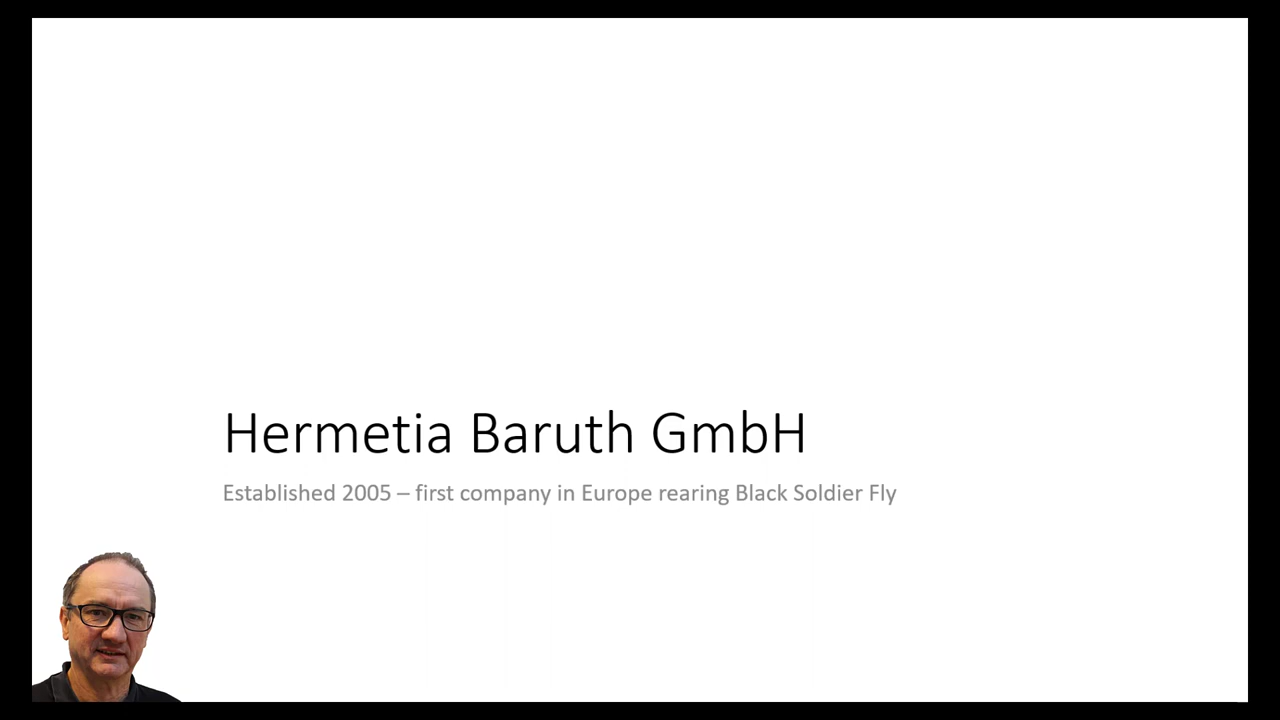 Hermetia Baruth GmbH
Established 2005 – first company in Europe rearing Black Soldier Fly